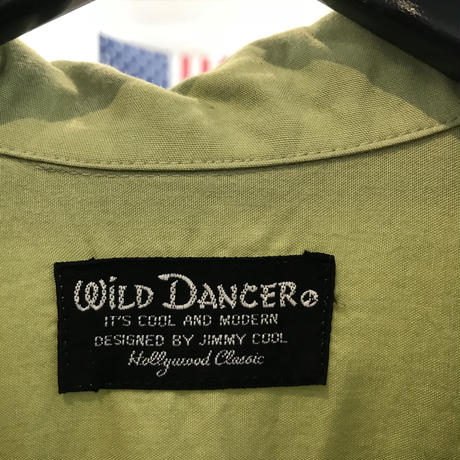 WILD DANCER
IT'S COOL AND MODERN
DESIGNED BY JIMMY COOL
Hollywood Classic